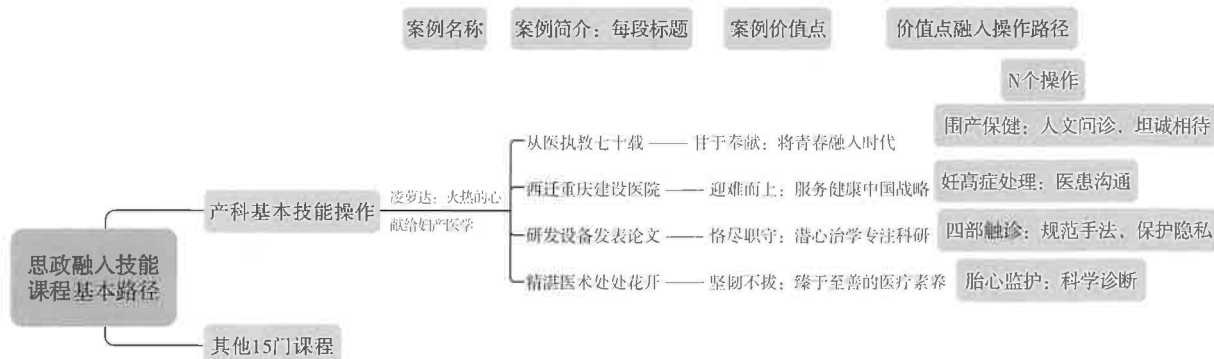 案例名称 案例简介：每段标题 案例价值点 价值点融入操作路径
N个操作
从医执教七十载 甘于奉献：将青春融入时代 围产保健：人文问诊、坦诚相待
西迁重庆建设医院 迎难而上：服务健康中国战略 妊高症处理：医患沟通
产科基本技能操作 凌萝达：火热的心
献给妇产医学
研发设备发表论文 恪尽职守：潜心治学专注科研 四部触诊：规范手法、保护隐私
思政融入技能
课程基本路径
精湛医术处处花开 坚韧不拔：臻于至善的医疗素养 胎心监护：科学诊断
其他15门课程